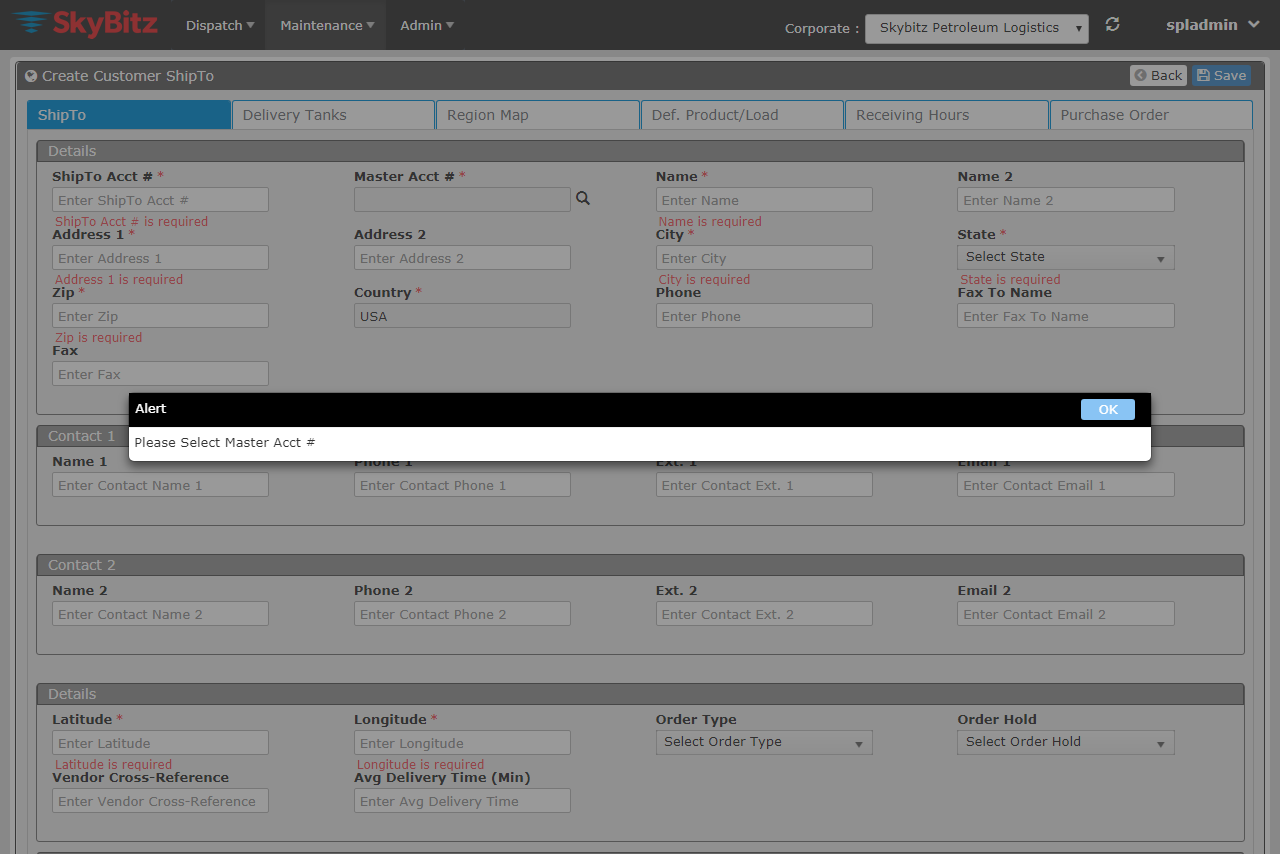 SkyBitz Dispatch Maintenance Admin Corporate : Skybitz Petroleum Logistics spladmin
Create Customer ShipTo Back Save
ShipTo Delivery Tanks Region Map Def. Product/Load Receiving Hours Purchase Order
Details
ShipTo Acct # * Master Acct # * Name * Name 2
Enter ShipTo Acct # Enter Name Enter Name 2
ShipTo Acct # is required Name is required
Address 1 * Address 2 City * State *
Enter Address 1 Enter Address 2 Enter City Select State
Address 1 is required City is required State is required
Zip * Country * Phone Fax To Name
Enter Zip USA Enter Phone Enter Fax To Name
Zip is required
Fax
Enter Fax
Alert OK
Please Select Master Acct #
Contact 1
Name 1 Phone 1 Ext. 1 Email 1
Enter Contact Name 1 Enter Contact Phone 1 Enter Contact Ext. 1 Enter Contact Email 1
Contact 2
Name 2 Phone 2 Ext. 2 Email 2
Enter Contact Name 2 Enter Contact Phone 2 Enter Contact Ext. 2 Enter Contact Email 2
Details
Latitude * Longitude * Order Type Order Hold
Enter Latitude Enter Longitude Select Order Type Select Order Hold
Latitude is required Longitude is required
Vendor Cross-Reference Avg Delivery Time (Min)
Enter Vendor Cross-Reference Enter Avg Delivery Time